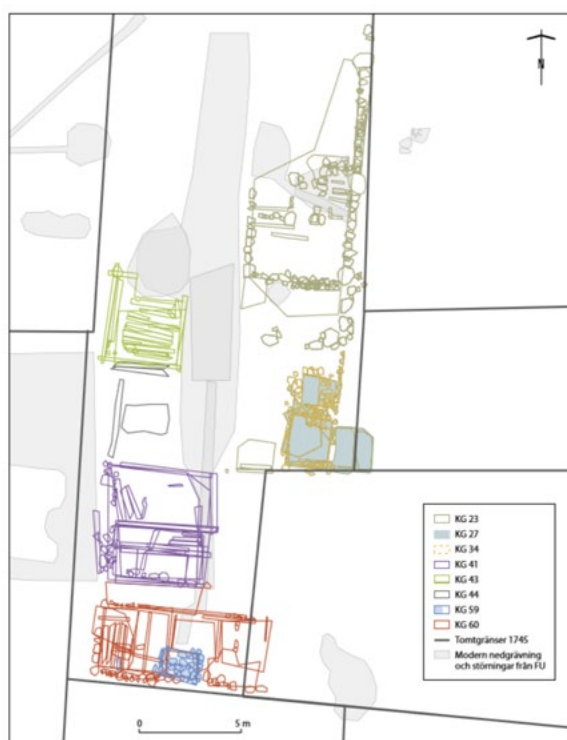 N
KG 23
KG 27
KG 34
KG 41
KG 43
KG 44
KG 59
KG 60
Tomtgränser 1745
Modern nedgrävning
och störningar från FU
0 5 m